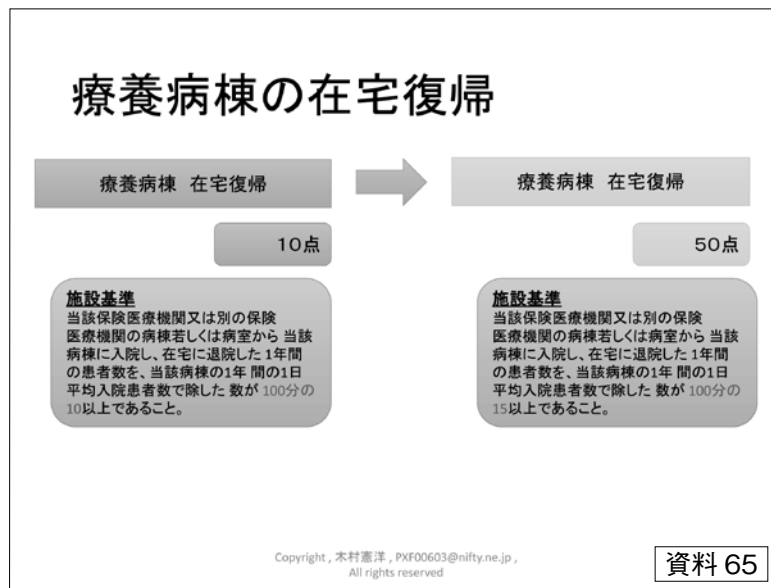 療養病棟の在宅復帰
療養病棟 在宅復帰
10点
施設基準
当該保険医療機関又は別の保険
医療機関の病棟若しくは病室から 当該
病棟に入院し、在宅に退院した 1年間
の患者数を、当該病棟の1年 間の1日
平均入院患者数で除した 数が 100分の
10以上であること。
療養病棟 在宅復帰
50点
施設基準
当該保険医療機関又は別の保険
医療機関の病棟若しくは病室から 当該
病棟に入院し、在宅に退院した 1年間
の患者数を、当該病棟の1年 間の1日
平均入院患者数で除した 数が 100分の
15以上であること。
Copyright , 木村憲洋 , PXF00603@nifty.ne.jp ,
All rights reserved
資料 65